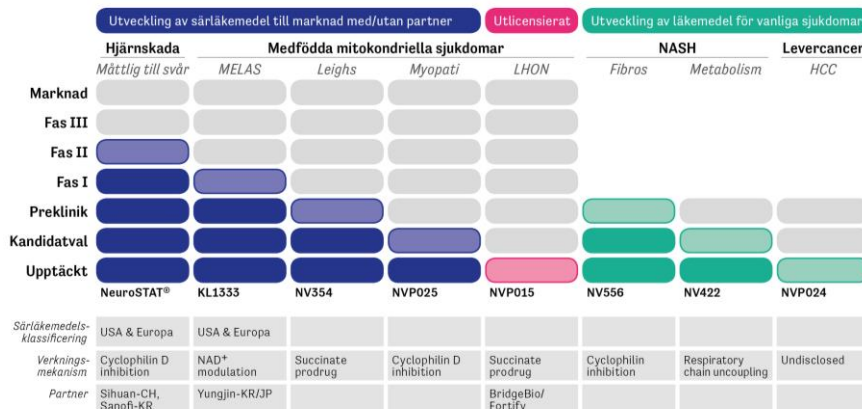 Utveckling av särläkemedel till marknad med/utan partner Utlicensierat Utveckling av läkemedel för vanliga sjukdomar
Hjärnskada Medfödda mitokondriella sjukdomar NASH Levercancer
Måttlig till svår MELAS Leighs Myopati LHON Fibros Metabolism HCC
Marknad
Fas III
Fas II
Fas I
Preklinik
Kandidatval
Upptäckt
NeuroSTAT® KL1333 NV354 NVP025 NVP015 NV556 NV422 NVP024
Särläkemedels-
klassificering USA & Europa USA & Europa
Verknings- Cyclophilin D NAD+ Succinate Cyclophilin D Succinate Cyclophilin Respiratory Undisclosed
mekanism inhibition modulation prodrug inhibition prodrug inhibition chain uncoupling
Partner Sihuan-CH, Yungjin-KR/JP BridgeBio/
Sanofi-KR Fortify